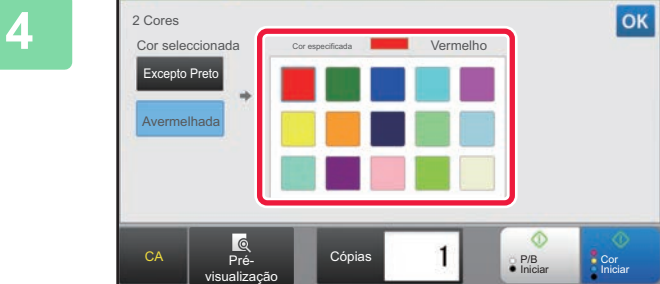 4
2 Cores
OK
Cor seleccionada
Cor especificada
Vermelho
Excepto Preto
Avermelhada
CA
Pré-
visualização
Cópias
1
P/B
Iniciar
Cor
Iniciar